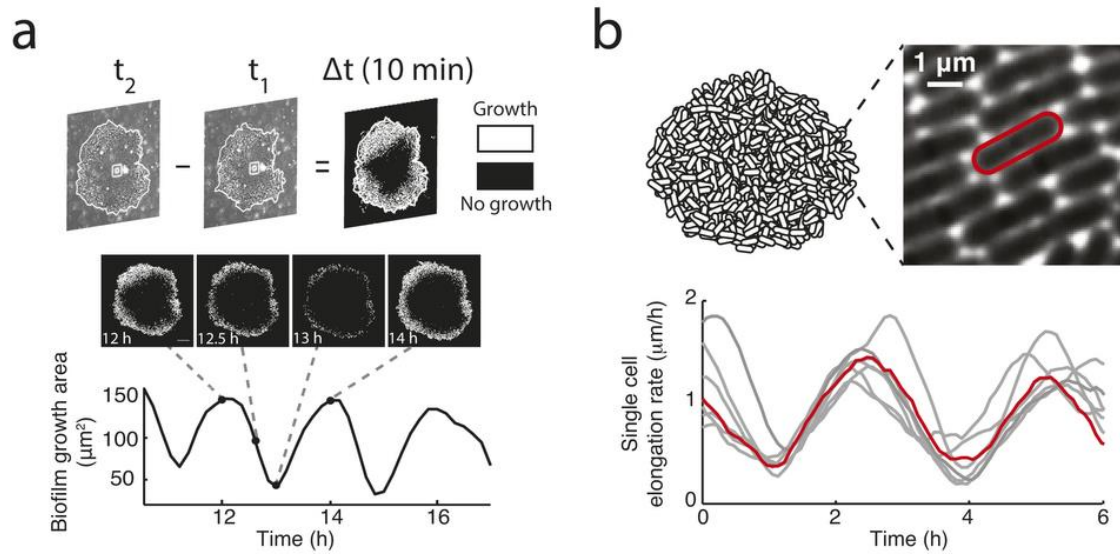 a
t2
t1
Δt (10 min)
−
=
Growth
No growth
12 h
12.5 h
13 h
14 h
Biofilm growth area
(µm²)
150
100
50
12
14
16
Time (h)
b
1 µm
Single cell
elongation rate (µm/h)
2
1
0
0
2
4
6
Time (h)